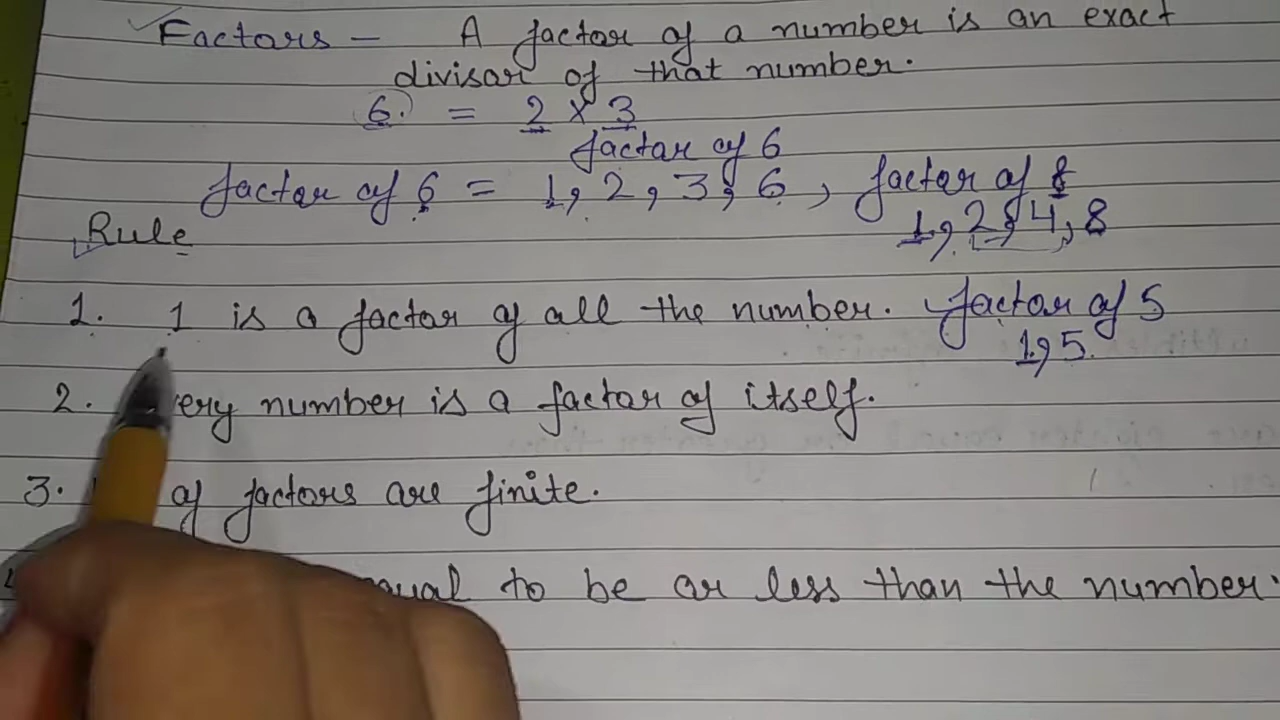 Factors – A factor of a number is an exact
divisar of that number.
6. = 2 × 3
factor of 6
factor of 6 = 1, 2, 3, 6, factor of 8
1, 2, 4, 8
Rule
1. 1 is a factor of all the number. factor of 5
1, 5
2. very number is a factor of itself.
3. of factors are finite.
qual to be or less than the number.